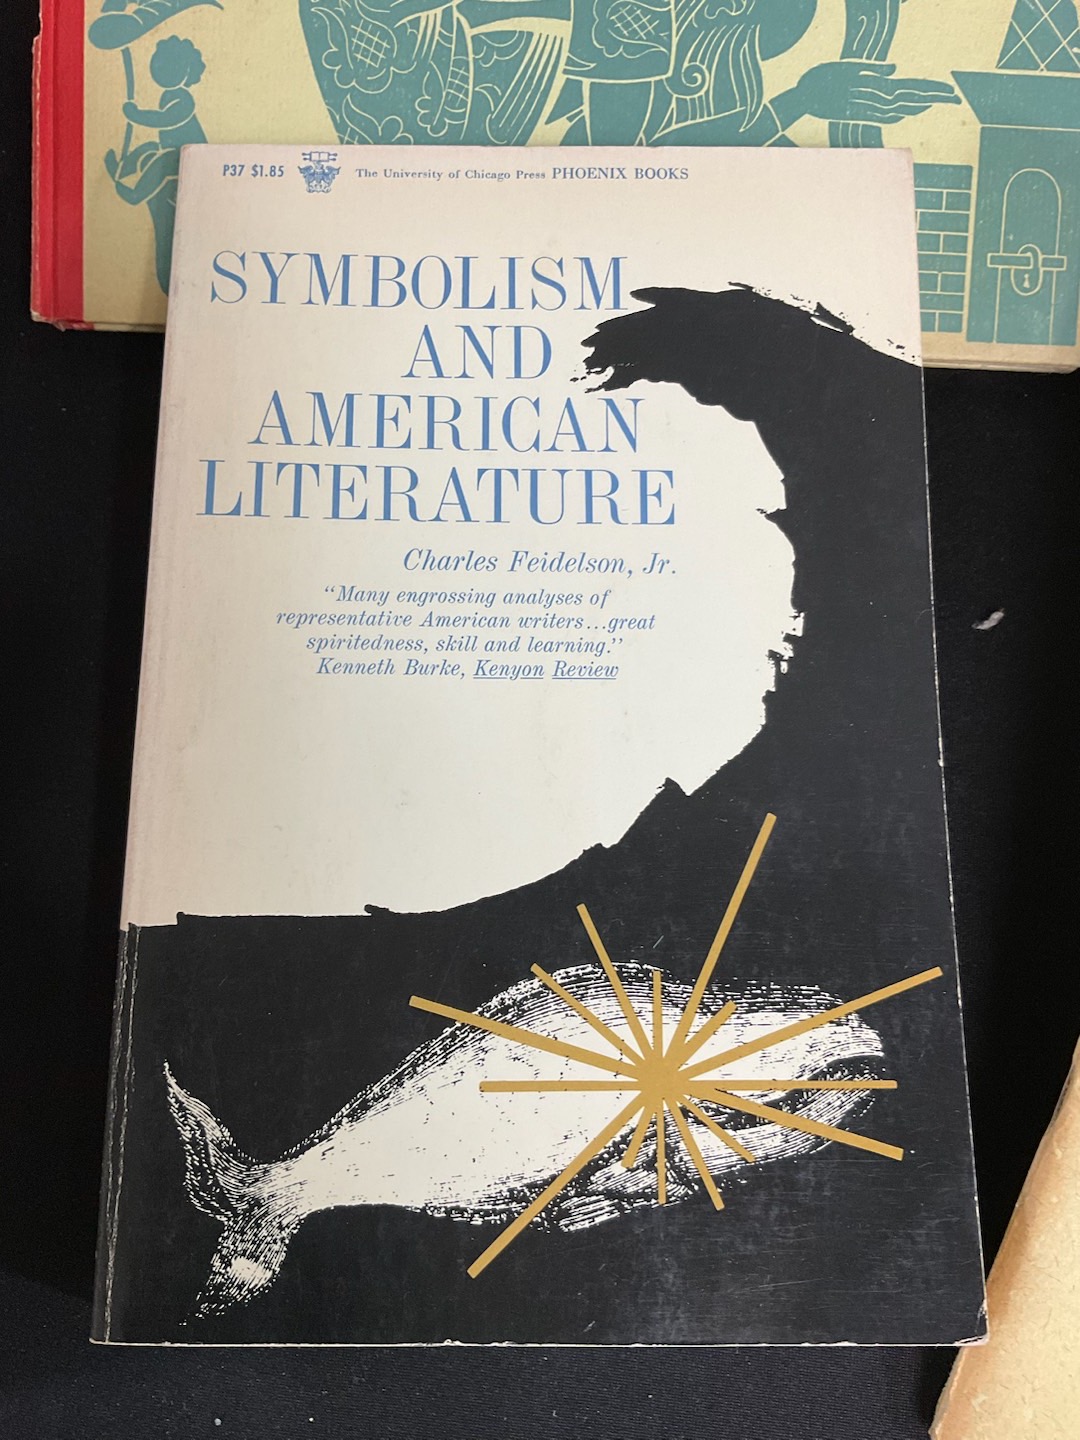 P37 $1.85 The University of Chicago Press PHOENIX BOOKS
SYMBOLISM
AND
AMERICAN
LITERATURE
Charles Feidelson, Jr.
“Many engrossing analyses of
representative American writers...great
spiritedness, skill and learning.”
Kenneth Burke, Kenyon Review